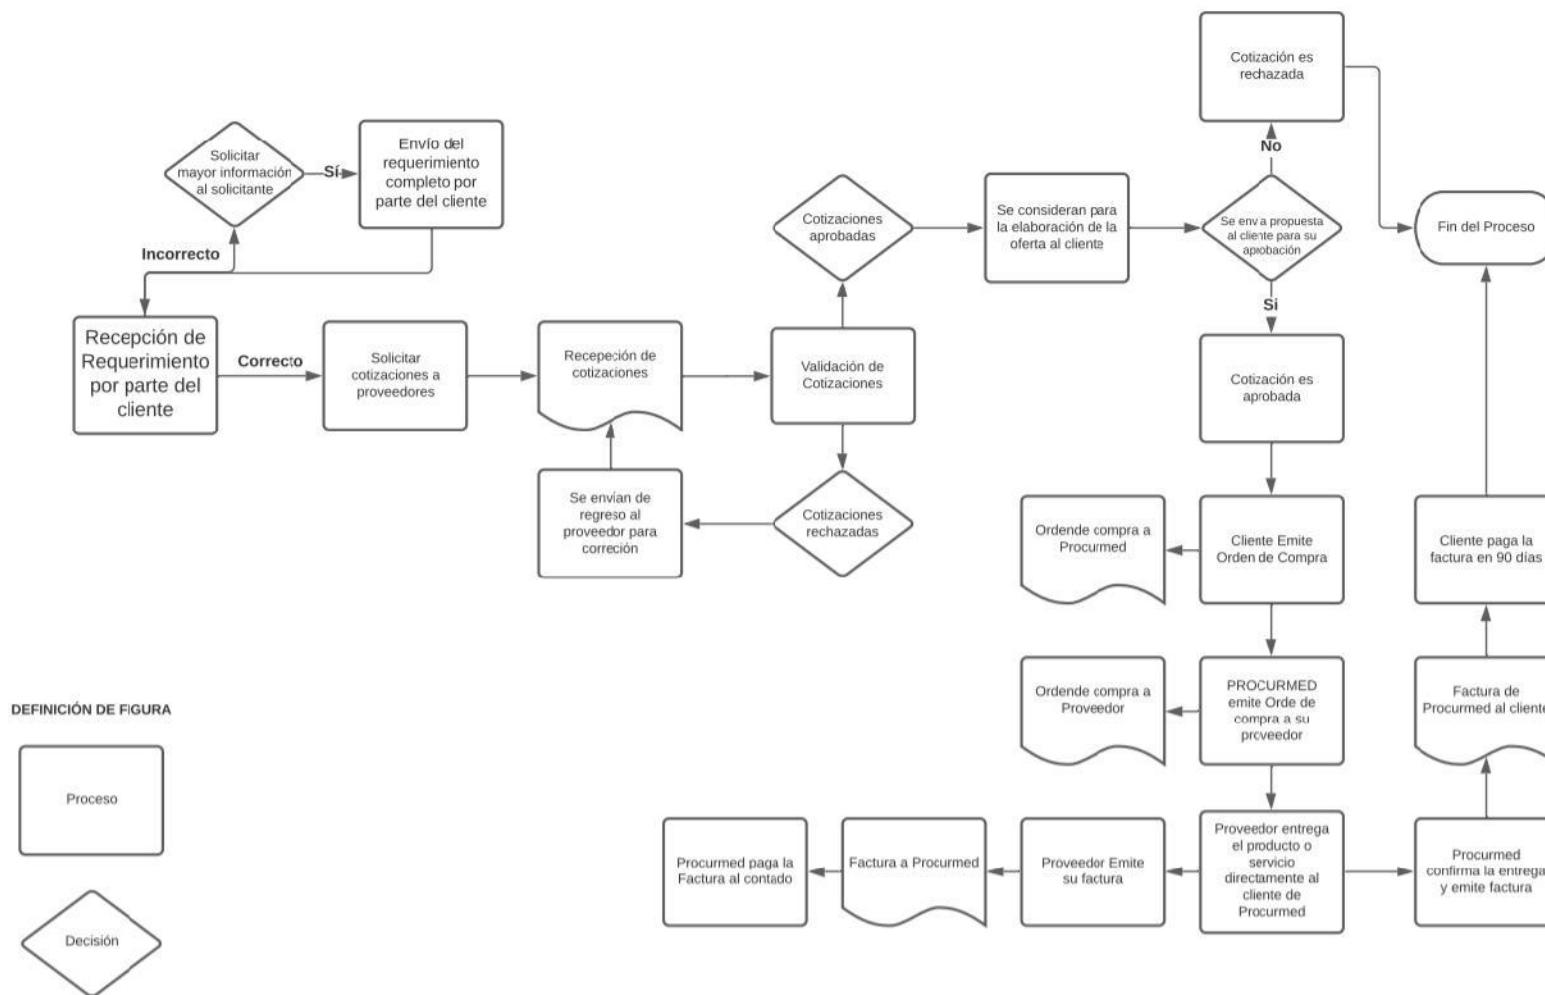 Cotización es
rechazada
No
Solicitar
mayor información
al solicitante
Sí
Envío del
requerimiento
completo por
parte del cliente
Incorrecto
Cotizaciones
aprobadas
Se consideran para
la elaboración de la
oferta al cliente
Se env a propuesta
al cliente para su
aprobación
Fin del Proceso
Si
Recepción de
Requerimiento
por parte del
cliente
Correcto
Solicitar
cotizaciones a
proveedores
Recepeción de
cotizaciones
Validación de
Cotizaciones
Cotización es
aprobada
Se envían de
regreso al
proveedor para
correción
Cotizaciones
rechazadas
Ordende compra a
Procurmed
Cliente Emite
Orden de Compra
Cliente paga la
factura en 90 días
Ordende compra a
Proveedor
PROCURMED
emite Orde de
compra a su
proveedor
Factura de
Procurmed al cliente
DEFINICIÓN DE FIGURA
Proceso
Decisión
Procurmed paga la
Factura al contado
Factura a Procurmed
Proveedor Emite
su factura
Proveedor entrega
el producto o
servicio
directamente al
cliente de
Procurmed
Procurmed
confirma la entrega
y emite factura